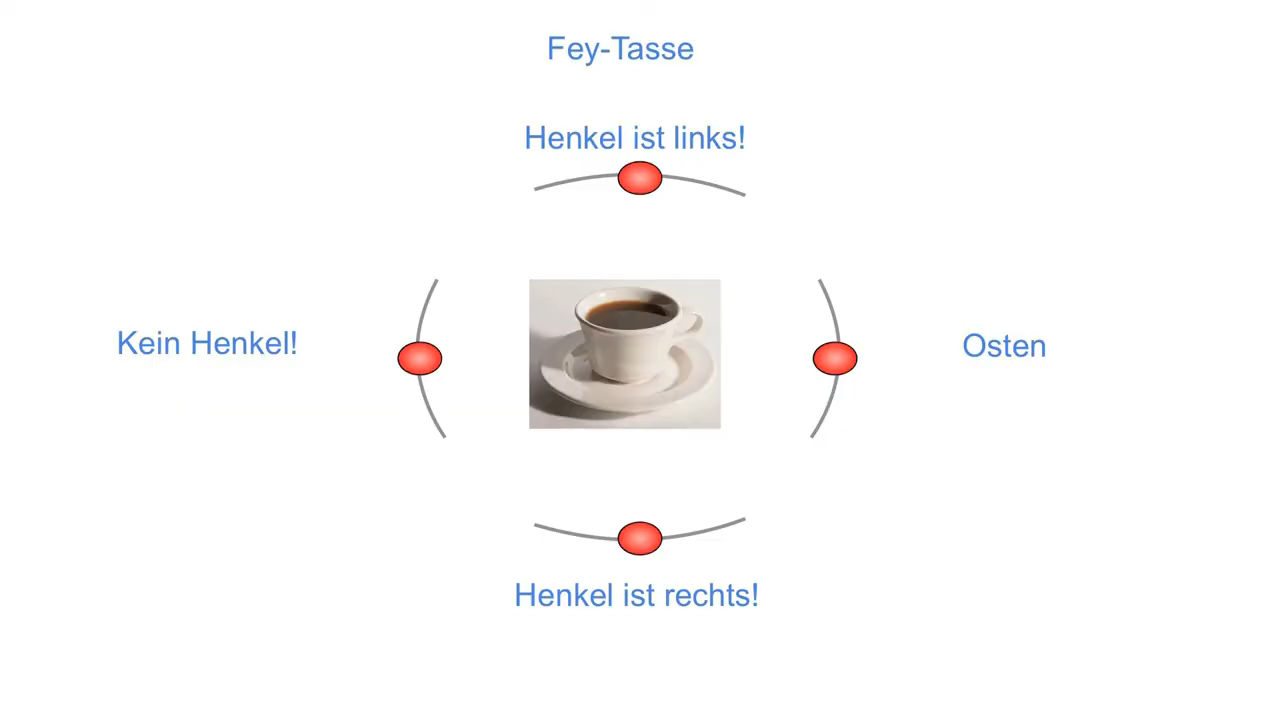 Fey-Tasse
Henkel ist links!
Kein Henkel!
Osten
Henkel ist rechts!